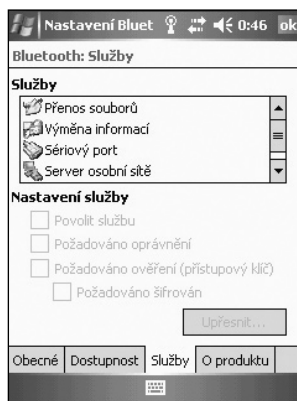 Nastavení Bluet 0:46 ok
Bluetooth: Služby
Služby
Přenos souborů
Výměna informací
Sériový port
Server osobní sítě
Nastavení služby
Povolit službu
Požadováno oprávnění
Požadováno ověření (přístupový klíč)
Požadováno šifrován
Upřesnit...
Obecné Dostupnost Služby O produktu